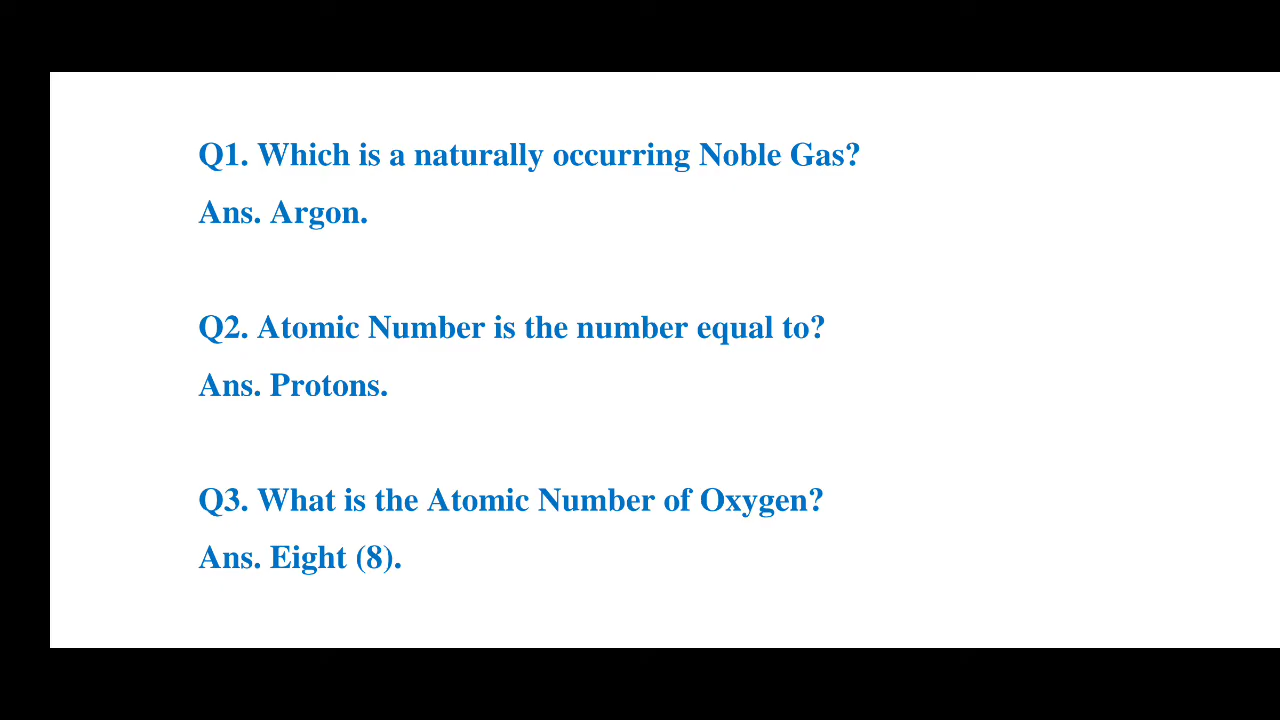 Q1. Which is a naturally occurring Noble Gas?
Ans. Argon.
Q2. Atomic Number is the number equal to?
Ans. Protons.
Q3. What is the Atomic Number of Oxygen?
Ans. Eight (8).